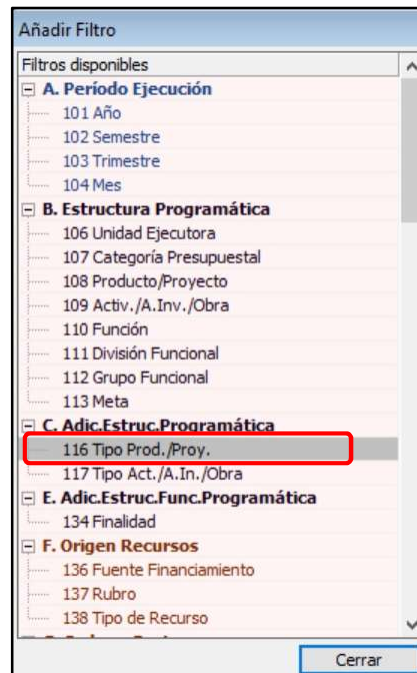 Añadir Filtro
Filtros disponibles
A. Período Ejecución
101 Año
102 Semestre
103 Trimestre
104 Mes
B. Estructura Programática
106 Unidad Ejecutora
107 Categoría Presupuestal
108 Producto/Proyecto
109 Activ./A.Inv./Obra
110 Función
111 División Funcional
112 Grupo Funcional
113 Meta
C. Adic.Estruc.Programática
116 Tipo Prod./Proy.
117 Tipo Act./A.In./Obra
E. Adic.Estruc.Func.Programática
134 Finalidad
F. Origen Recursos
136 Fuente Financiamiento
137 Rubro
138 Tipo de Recurso
Cerrar